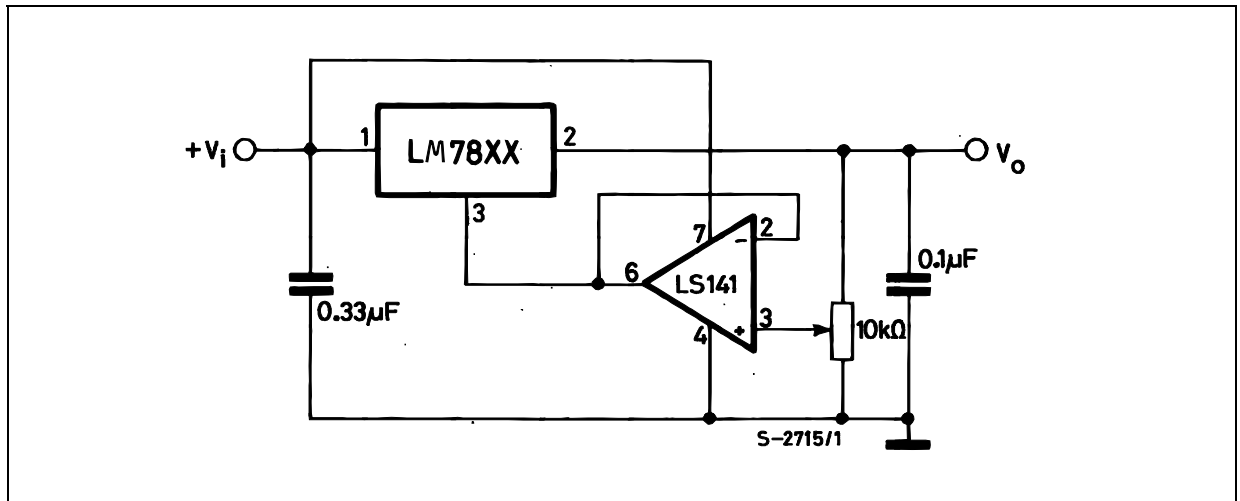 +Vi
1
LM78XX
2
Vo
3
7
2
-
6
LS141
0.1µF
0.33µF
4
+
3
10kΩ
S-2715/1